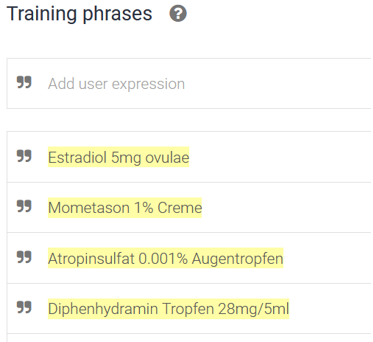 Training phrases ?
Add user expression
Estradiol 5mg ovulae
Mometason 1% Creme
Atropinsulfat 0.001% Augentropfen
Diphenhydramin Tropfen 28mg/5ml